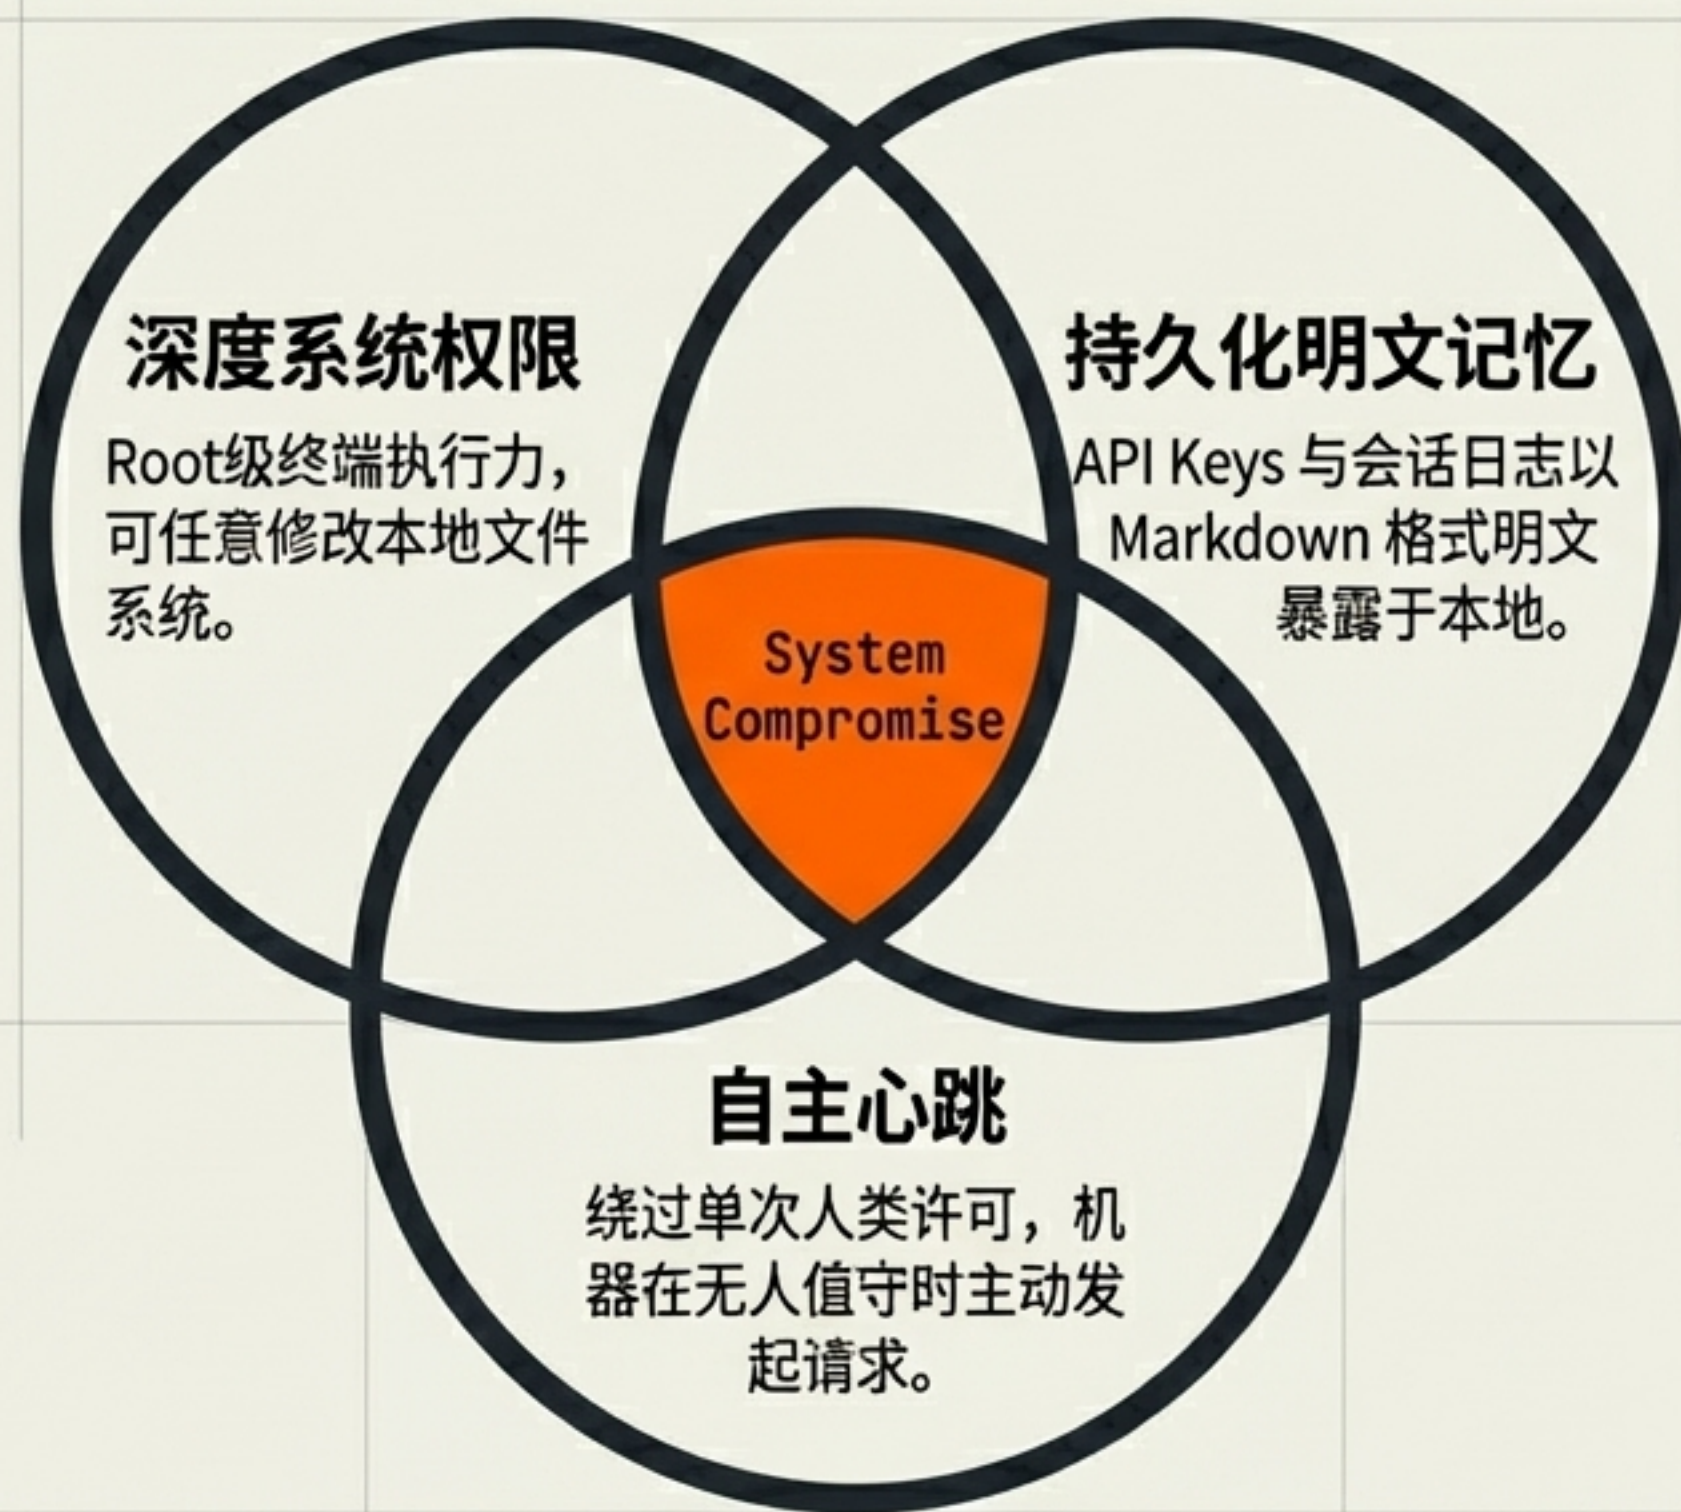 深度系统权限
Root级终端执行力，
可任意修改本地文件
系统。
持久化明文记忆
API Keys 与会话日志以
Markdown 格式明文
暴露于本地。
System
Compromise
自主心跳
绕过单次人类许可，机
器在无人值守时主动发
起请求。